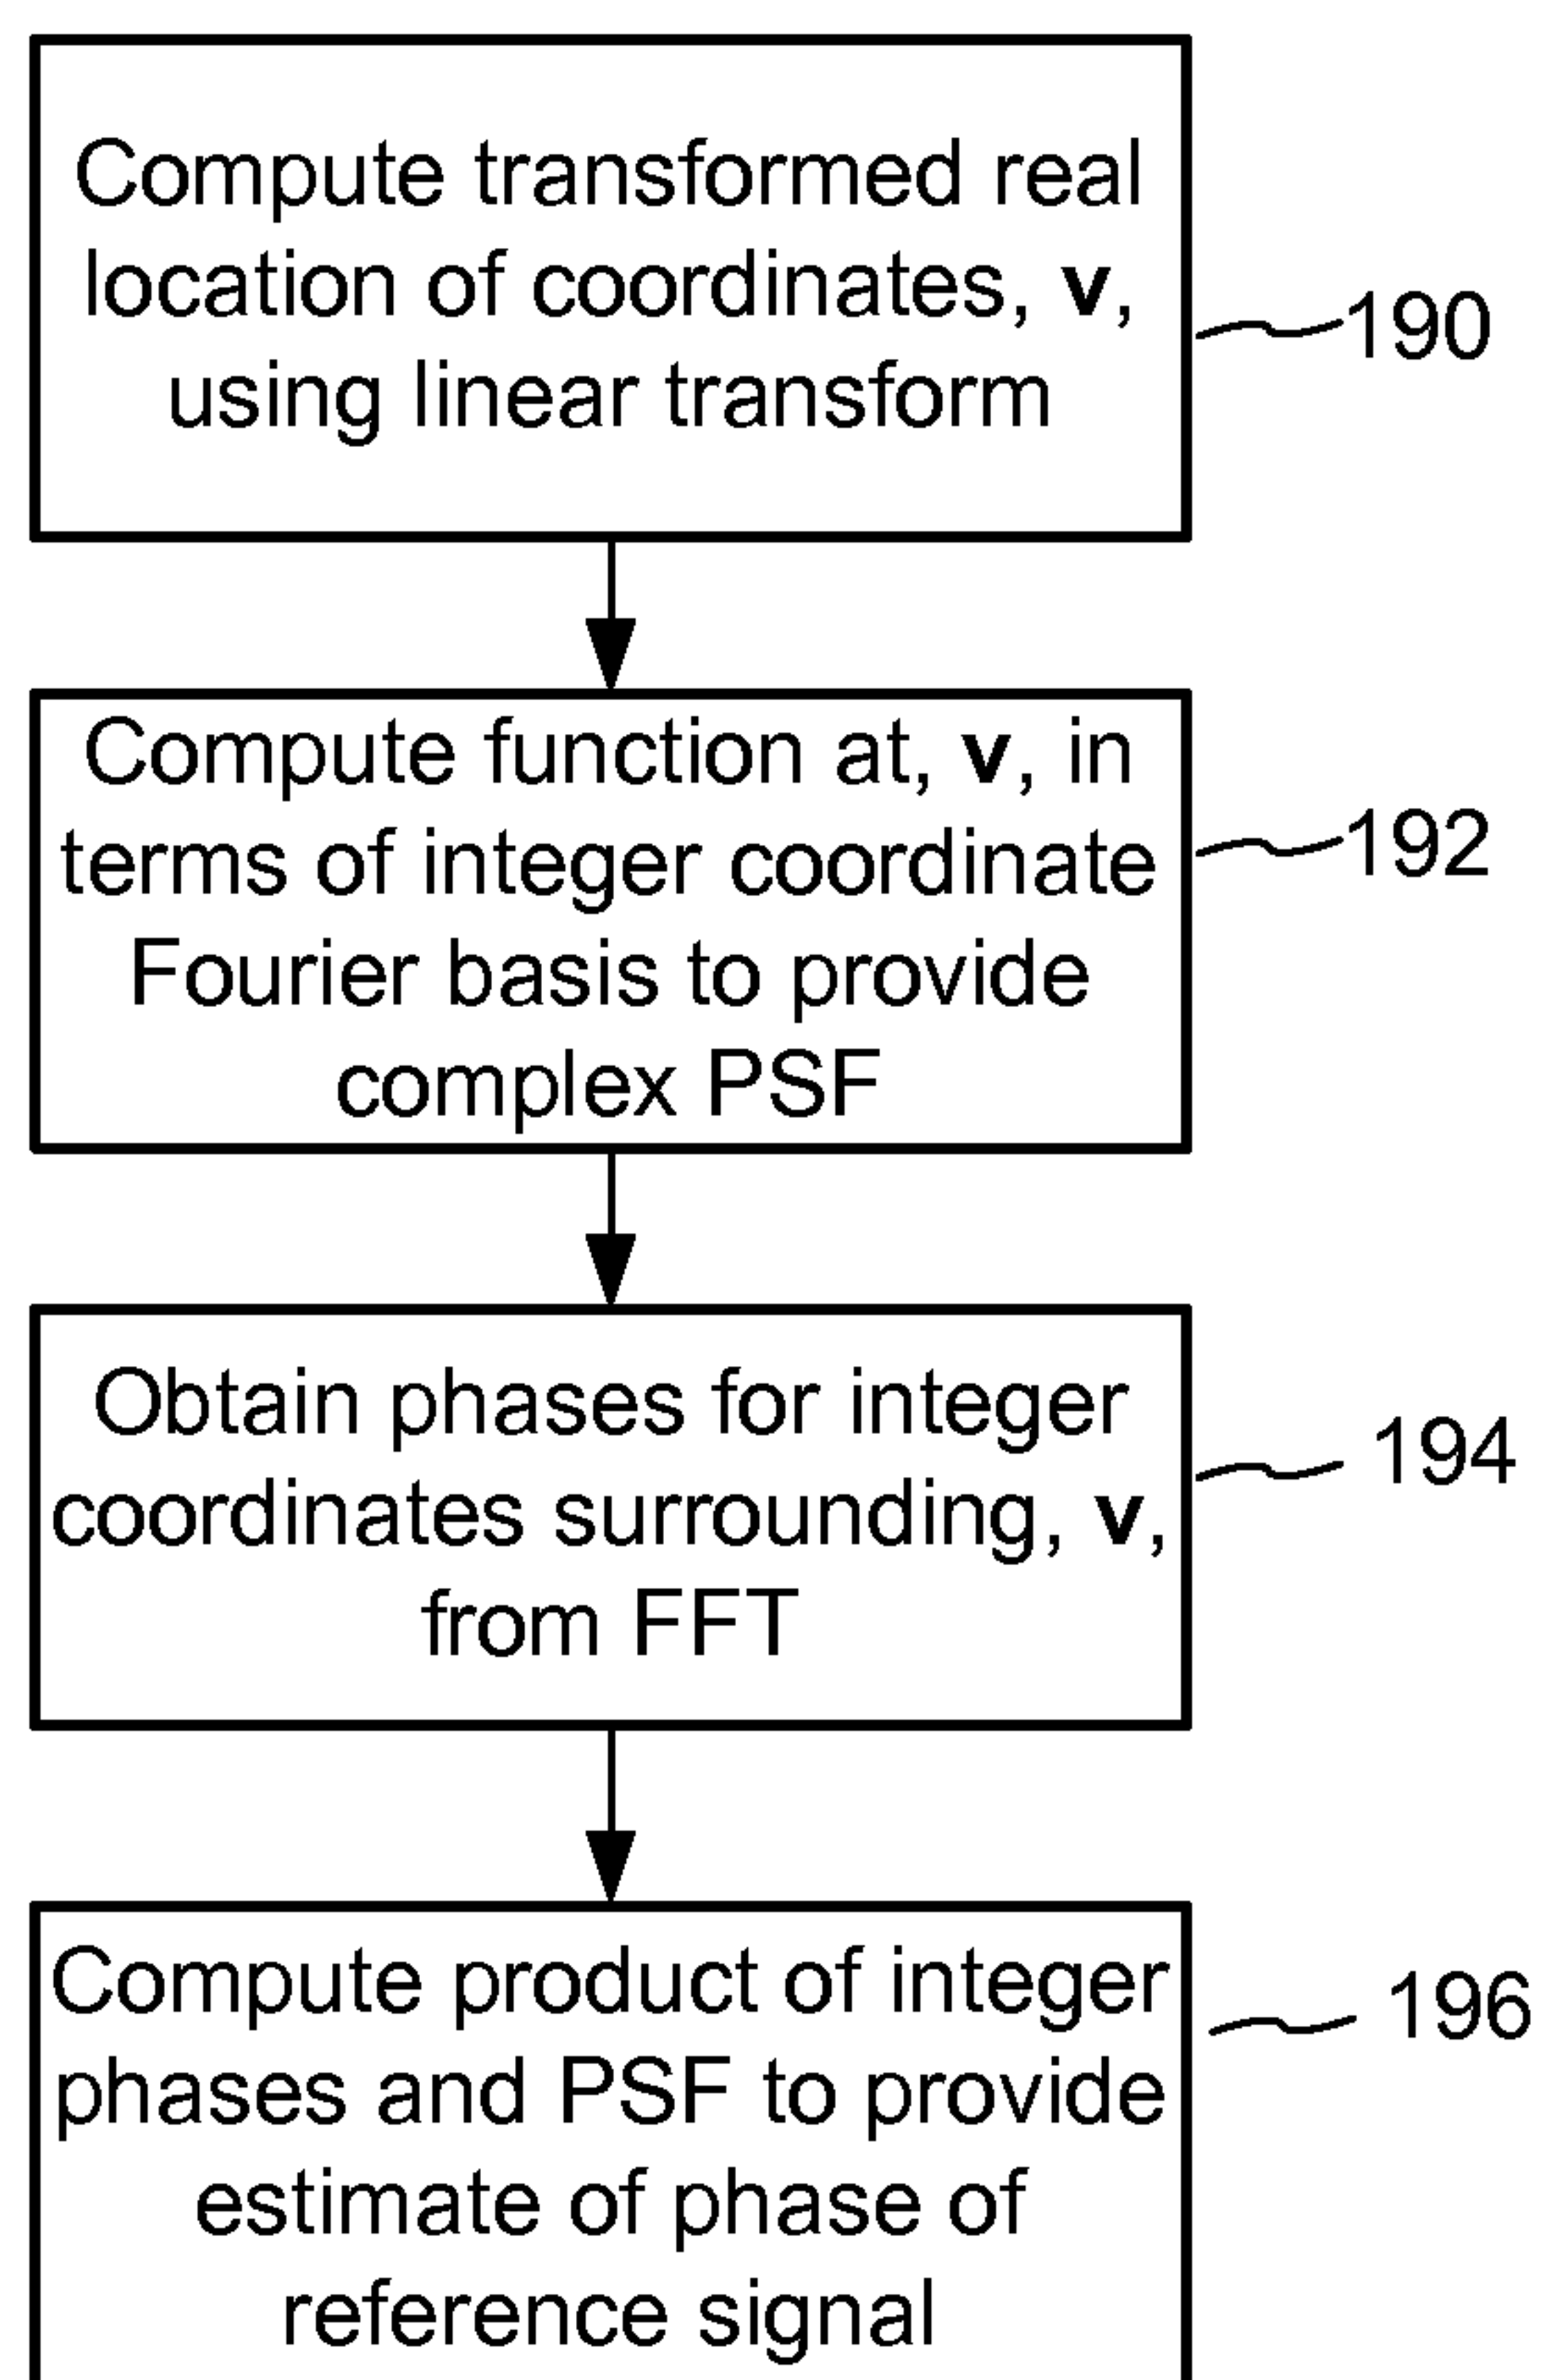 Compute transformed real
location of coordinates, v,
using linear transform
190
Compute function at, v, in
terms of integer coordinate
Fourier basis to provide
complex PSF
192
Obtain phases for integer
coordinates surrounding, v,
from FFT
194
Compute product of integer
phases and PSF to provide
estimate of phase of
reference signal
196